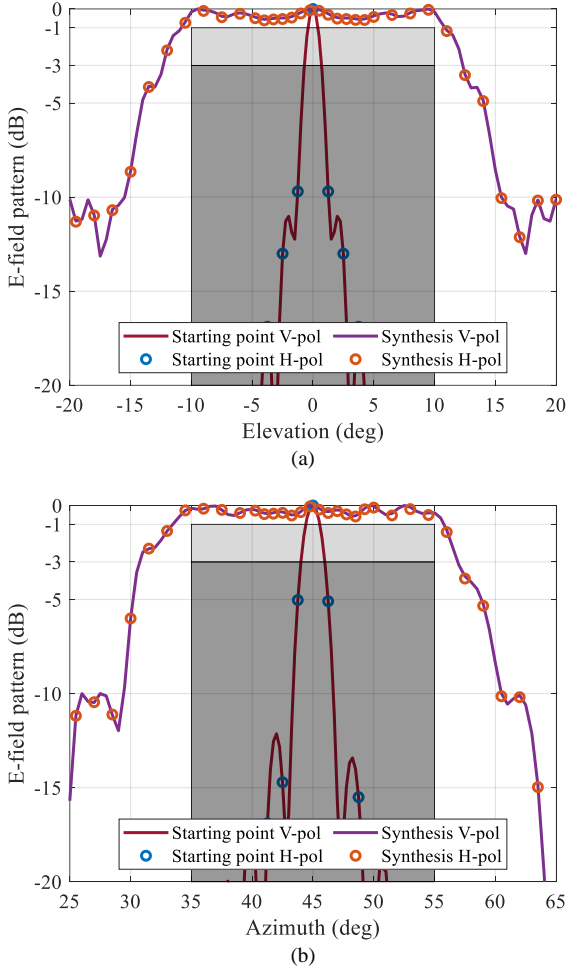 0
-1
-3
-5
-10
-15
-20
E-field pattern (dB)
Starting point V-pol
Synthesis V-pol
Starting point H-pol
Synthesis H-pol
-20 -15 -10 -5 0 5 10 15 20
Elevation (deg)
(a)
0
-1
-3
-5
-10
-15
-20
E-field pattern (dB)
Starting point V-pol
Synthesis V-pol
Starting point H-pol
Synthesis H-pol
25 30 35 40 45 50 55 60 65
Azimuth (deg)
(b)